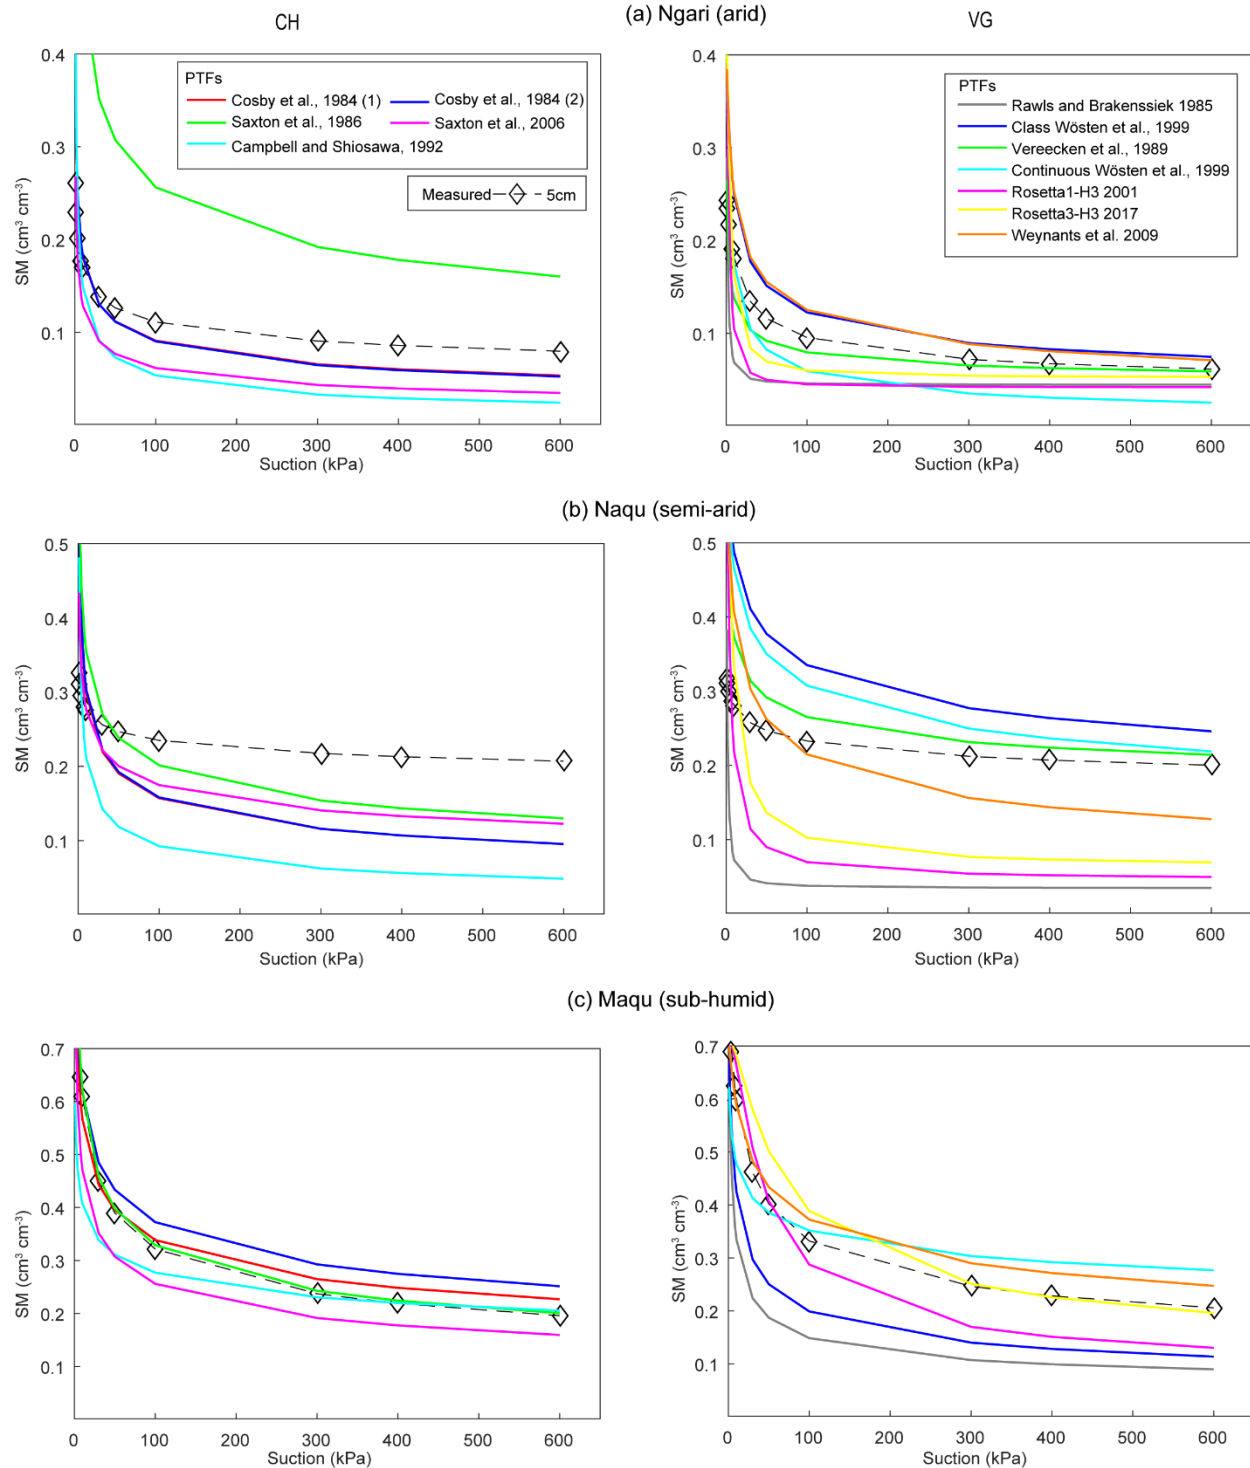 (a) Ngari (arid)
CH
VG
PTFs
Cosby et al., 1984 (1)
Cosby et al., 1984 (2)
Saxton et al., 1986
Saxton et al., 2006
Campbell and Shiosawa, 1992
Measured
5cm
SM (cm³ cm⁻³)
0.4
0.3
0.2
0.1
0 100 200 300 400 500 600
Suction (kPa)
PTFs
Rawls and Brakenssiek 1985
Class Wösten et al., 1999
Vereecken et al., 1989
Continuous Wösten et al., 1999
Rosetta1-H3 2001
Rosetta3-H3 2017
Weynants et al. 2009
SM (cm³ cm⁻³)
0.4
0.3
0.2
0.1
0 100 200 300 400 500 600
Suction (kPa)
(b) Naqu (semi-arid)
SM (cm³ cm⁻³)
0.5
0.4
0.3
0.2
0.1
0 100 200 300 400 500 600
Suction (kPa)
SM (cm³ cm⁻³)
0.5
0.4
0.3
0.2
0.1
0 100 200 300 400 500 600
Suction (kPa)
(c) Maqu (sub-humid)
SM (cm³ cm⁻³)
0.7
0.6
0.5
0.4
0.3
0.2
0.1
0 100 200 300 400 500 600
Suction (kPa)
SM (cm³ cm⁻³)
0.7
0.6
0.5
0.4
0.3
0.2
0.1
0 100 200 300 400 500 600
Suction (kPa)